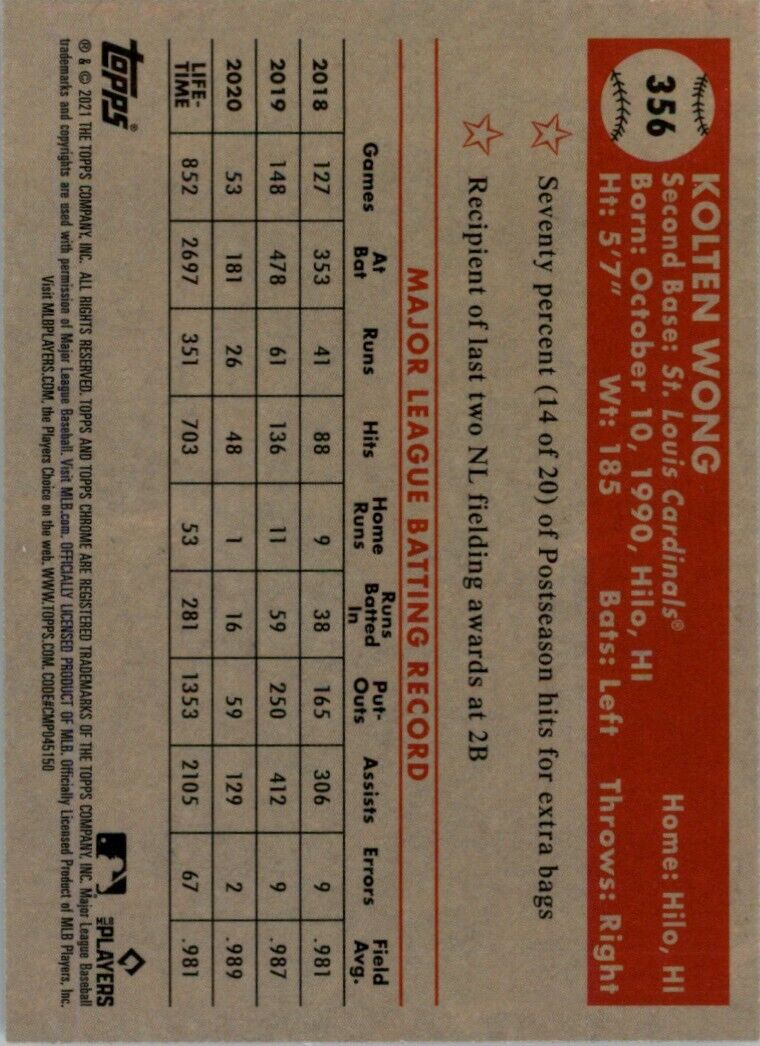 356
KOLTEN WONG
Second Base: St. Louis Cardinals® Home: Hilo, HI
Born: October 10, 1990, Hilo, HI
Ht: 5'7" Wt: 185 Bats: Left Throws: Right
Seventy percent (14 of 20) of Postseason hits for extra bags
Recipient of last two NL fielding awards at 2B
MAJOR LEAGUE BATTING RECORD
Games At Bat Runs Hits Home Runs Runs Batted In Put-Outs Assists Errors Field Avg.
2018 127 353 41 88 9 38 165 306 9 .981
2019 148 478 61 136 11 59 250 412 9 .987
2020 53 181 26 48 1 16 59 129 2 .989
LIFE-TIME 852 2697 351 703 53 281 1353 2105 67 .981
topps®
MLB PLAYERS
® & © 2021 THE TOPPS COMPANY, INC. ALL RIGHTS RESERVED. TOPPS AND TOPPS CHROME ARE REGISTERED TRADEMARKS OF THE TOPPS COMPANY, INC. Major League Baseball
trademarks and copyrights are used with permission of Major League Baseball. Visit MLB.com. OFFICIALLY LICENSED PRODUCT OF MLB. Officially Licensed Product of MLB Players, Inc.
Visit MLBPLAYERS.COM, the Players Choice on the web. WWW.TOPPS.COM. CODE#CMP045150